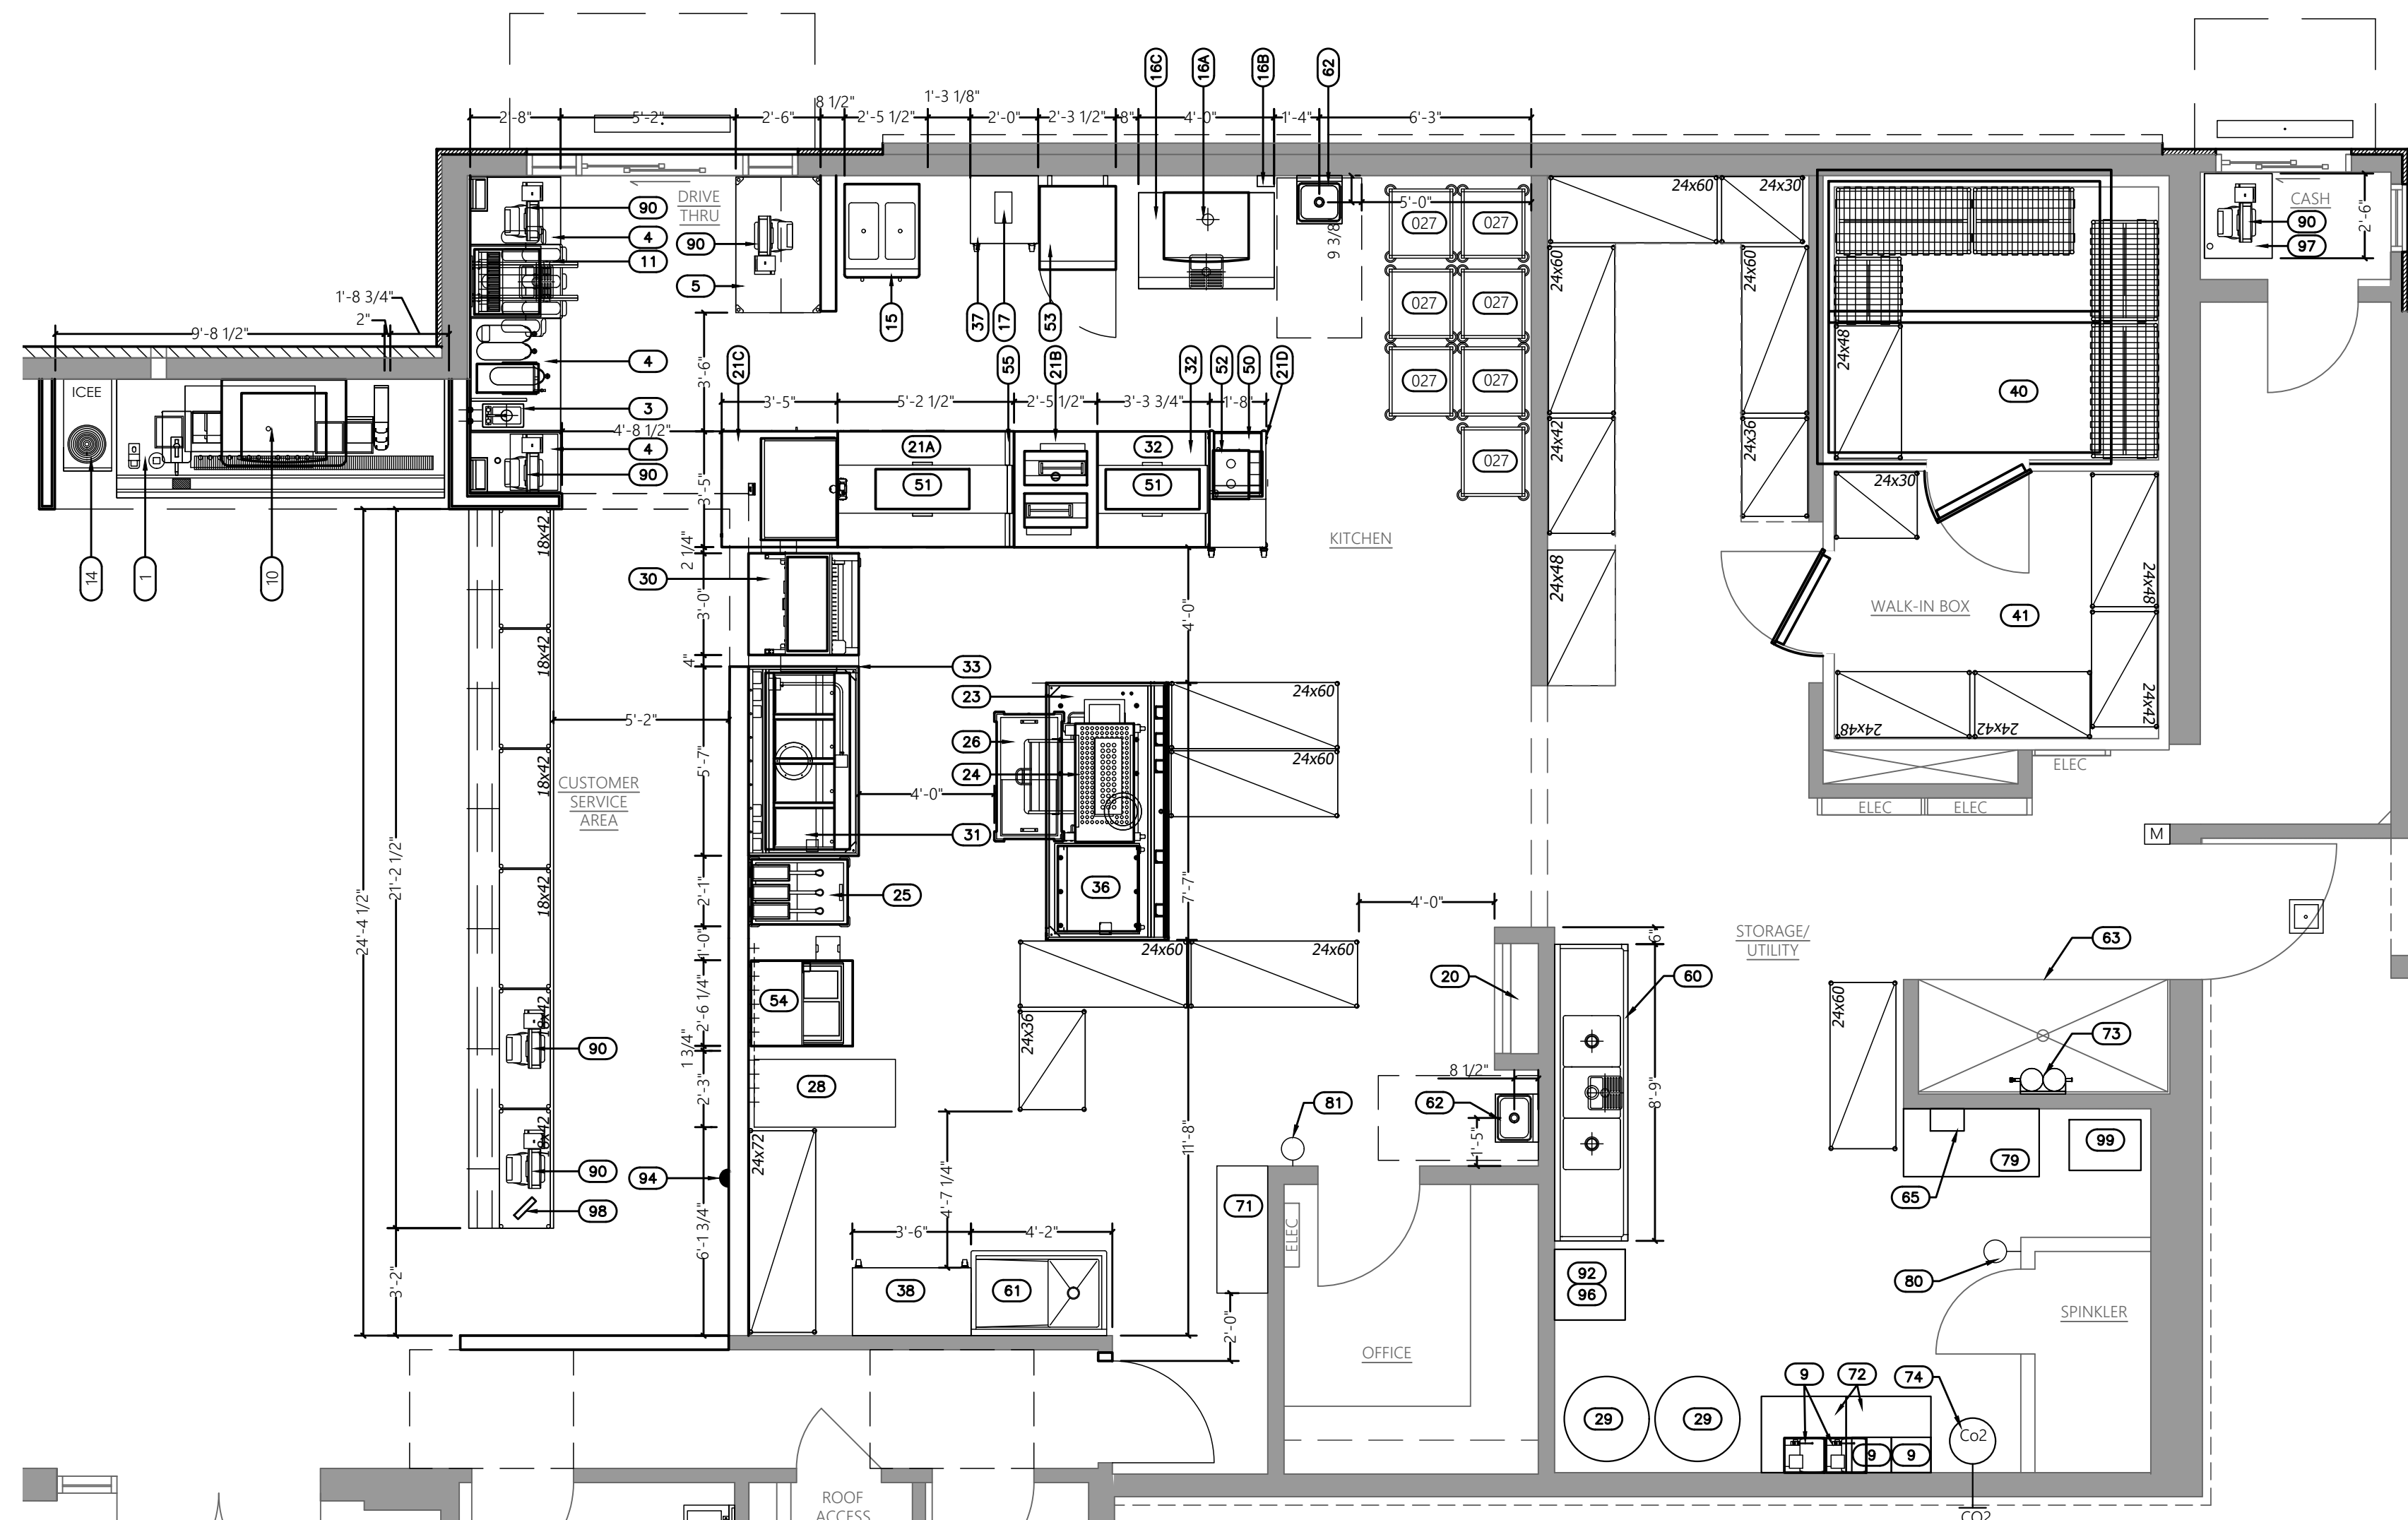 16C
16A
16B
62
2'-8"
5'-2"
2'-6"
8 1/2"
2'-5 1/2"
1'-3 1/8"
2'-0"
2'-3 1/2"
8"
4'-0"
1'-4"
6'-3"
DRIVE
THRU
90
4
11
90
5
15
37
17
53
9 3/8"
5'-0"
027
027
027
027
027
027
027
24x60
24x30
24x60
24x60
24x42
24x36
24x48
24x48
40
CASH
90
97
2'-6"
1'-8 3/4"
2"
9'-8 1/2"
ICEE
14
1
10
4
3
4
90
4'-8 1/2"
3'-6"
21C
55
21B
32
52
50
21D
3'-5"
5'-2 1/2"
2'-5 1/2"
3'-3 3/4"
1'-8"
21A
51
32
51
3'-5"
KITCHEN
24x30
WALK-IN BOX
41
24x48
24x42
24x48
24x42
ELEC
ELEC
ELEC
M
2 1/4"
30
3'-0"
4"
4'-0"
33
23
26
24
31
5'-7"
4'-0"
24x60
24x60
18x42
18x42
18x42
18x42
18x42
18x42
5'-2"
CUSTOMER
SERVICE
AREA
24'-4 1/2"
21'-2 1/2"
3'-2"
36
7'-7"
25
2'-1"
1'-0"
24x60
24x60
4'-0"
54
2'-6 1/4"
1 3/4"
28
2'-3"
24x36
24x72
90
90
94
98
6'-1 3/4"
4'-7 1/4"
11'-8"
3'-6"
4'-2"
38
61
20
60
6"
8'-9"
8 1/2"
62
1'-5"
81
71
ELEC
2'-0"
OFFICE
STORAGE/
UTILITY
24x60
63
73
79
65
99
80
SPINKLER
92
96
29
29
9
72
74
9
9
Co2
CO2
ROOF
ACCESS